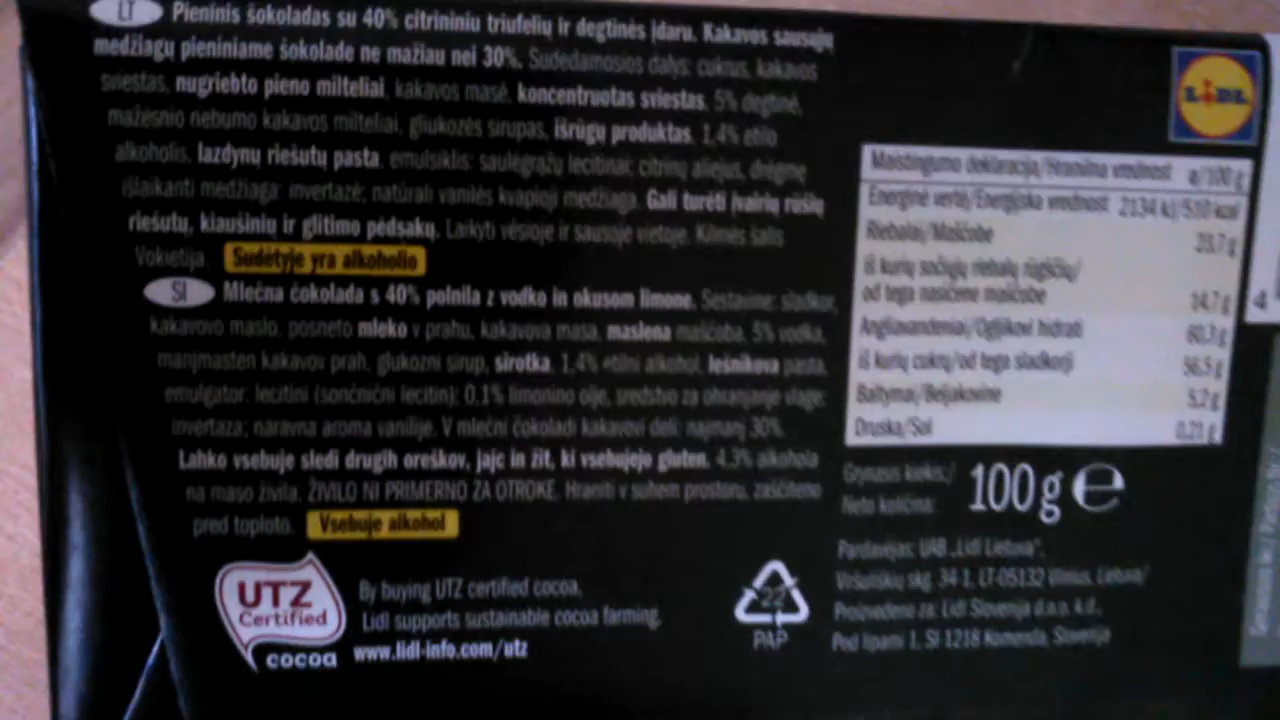 LT Pieninis šokoladas su 40% citrininiu triufelių ir degtinės įdaru. Kakavos sausųjų
medžiagų pieniniame šokolade ne mažiau nei 30%. Sudedamosios dalys: cukrus, kakavos
sviestas, nugriebto pieno milteliai, kakavos masė, koncentruotas sviestas, 5% degtinė,
mažesnio riebumo kakavos milteliai, gliukozės sirupas, išrūgų produktas, 1,4% etilo
alkoholis, lazdynų riešutų pasta, emulsiklis: saulėgrąžų lecitinai; citrinų aliejus, drėgmę
išlaikanti medžiaga: invertazė; natūrali vanilės kvapioji medžiaga. Gali turėti įvairių rūšių
riešutų, kiaušinių ir glitimo pėdsakų. Laikyti vėsioje ir sausoje vietoje. Kilmės šalis
Vokietija. Sudėtyje yra alkoholio
SI Mlečna čokolada s 40% polnila z vodko in okusom limone. Sestavine: sladkor,
kakavovo maslo, posneto mleko v prahu, kakavova masa, maslena maščoba, 5% vodka,
manjmasten kakavov prah, glukozni sirup, sirotka, 1,4% etilni alkohol, lešnikova pasta,
emulgator: lecitini (sončnični lecitin); 0,1% limonino olje, sredstvo za ohranjanje vlage:
invertaza; naravna aroma vanilije. V mlečni čokoladi kakavovi deli: najmanj 30%.
Lahko vsebuje sledi drugih oreškov, jajc in žit, ki vsebujejo gluten. 4,3% alkohola
na maso živila. ŽIVILO NI PRIMERNO ZA OTROKE. Hraniti v suhem prostoru, zaščiteno
pred toploto. Vsebuje alkohol
UTZ
Certified
cocoa
By buying UTZ certified cocoa,
Lidl supports sustainable cocoa farming.
www.lidl-info.com/utz
22
PAP
LIDL
Maistingumo deklaracija/Hranilna vrednost ø/100 g
Energinė vertė/Energijska vrednost 2134 kJ/510 kcal
Riebalai/Maščobe 25,7 g
iš kurių sočiųjų riebalų rūgščių/
od tega nasičene maščobe 14,7 g
Angliavandeniai/Ogljikovi hidrati 60,3 g
iš kurių cukrų/od tega sladkorji 56,5 g
Baltymai/Beljakovine 5,2 g
Druska/Sol 0,21 g
Grynasis kiekis:/
Neto količina: 100 g e
Pardavėjas: UAB „Lidl Lietuva",
Viršuliškių skg. 34-1, LT-05132 Vilnius, Lietuva/
Proizvedeno za: Lidl Slovenija d.o.o. k.d.,
Pod lipami 1, SI-1218 Komenda, Slovenija
4